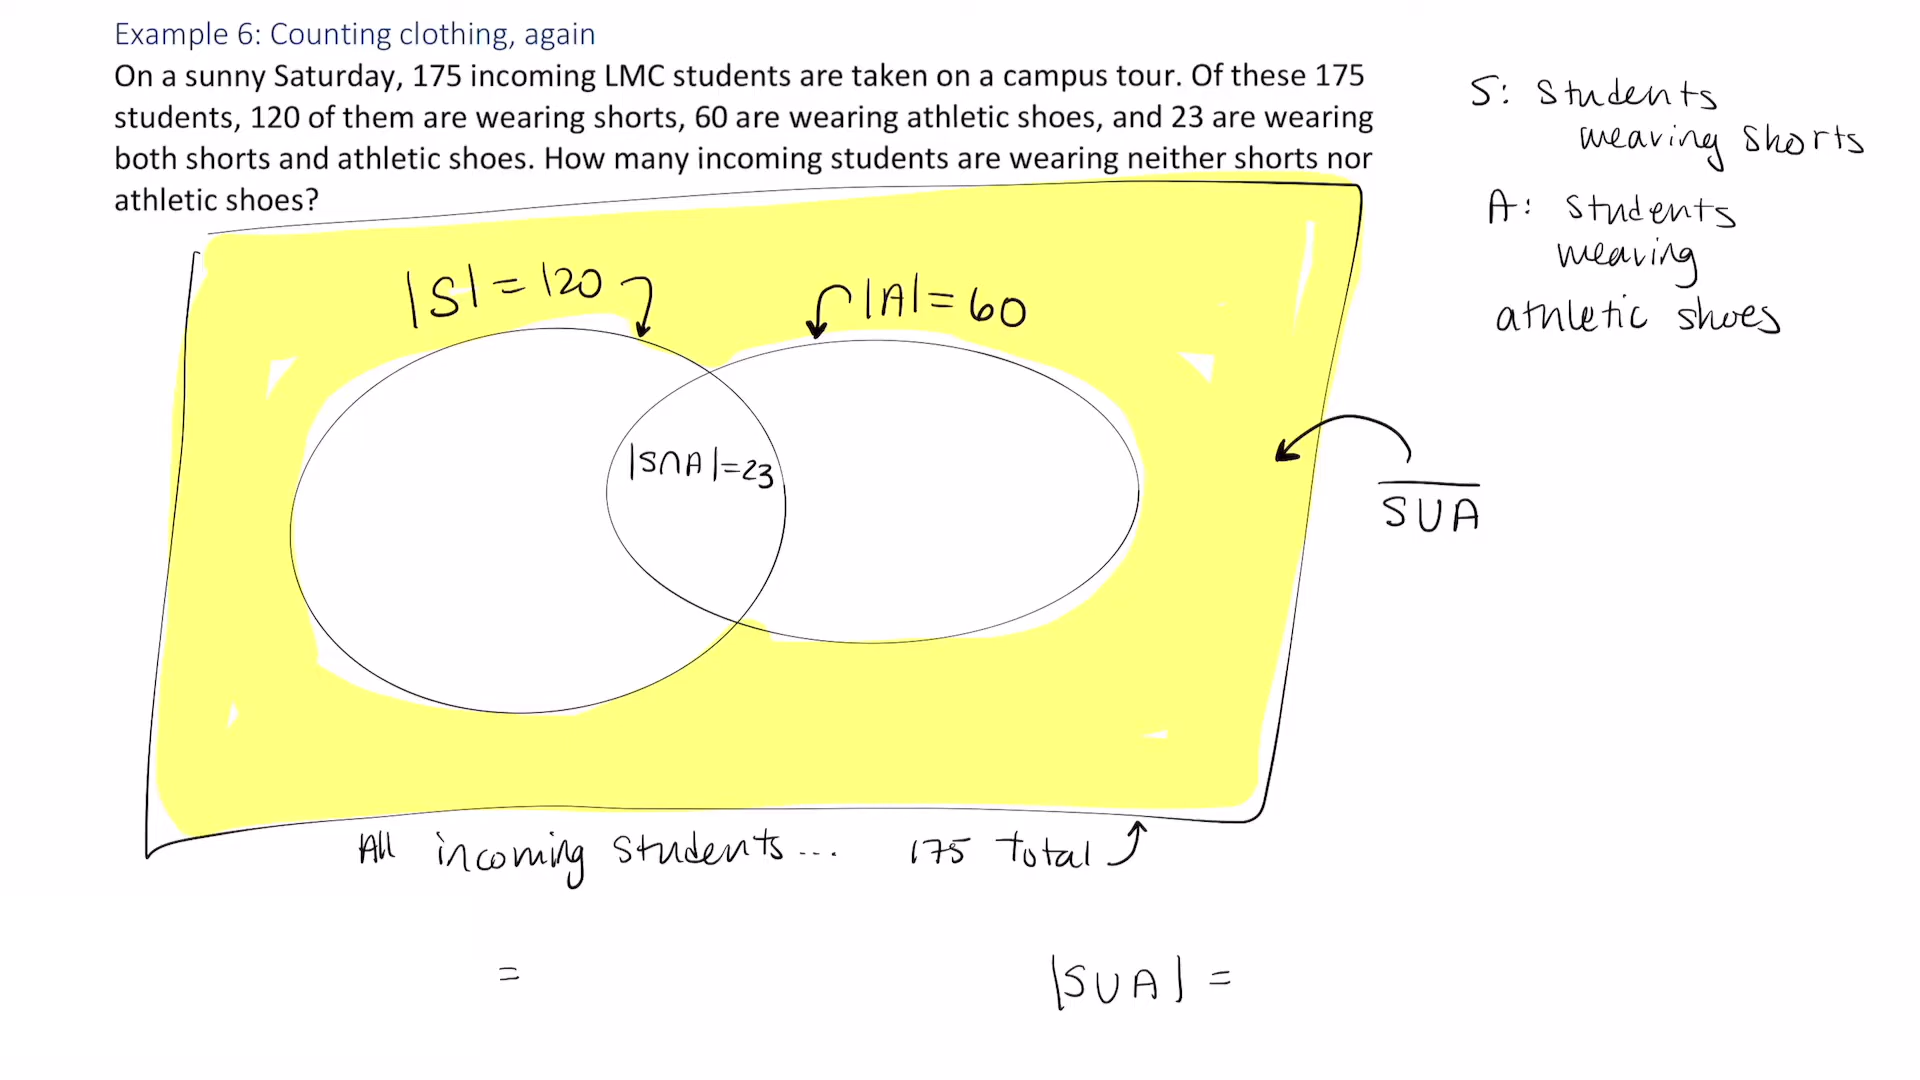 Example 6: Counting clothing, again
On a sunny Saturday, 175 incoming LMC students are taken on a campus tour. Of these 175
students, 120 of them are wearing shorts, 60 are wearing athletic shoes, and 23 are wearing
both shorts and athletic shoes. How many incoming students are wearing neither shorts nor
athletic shoes?
S: Students
wearing shorts
A: Students
wearing
athletic shoes
|S| = 120
|A| = 60
|S∩A|=23
S̅∪̅A̅
All incoming students... 175 total
=
|S∪A| =